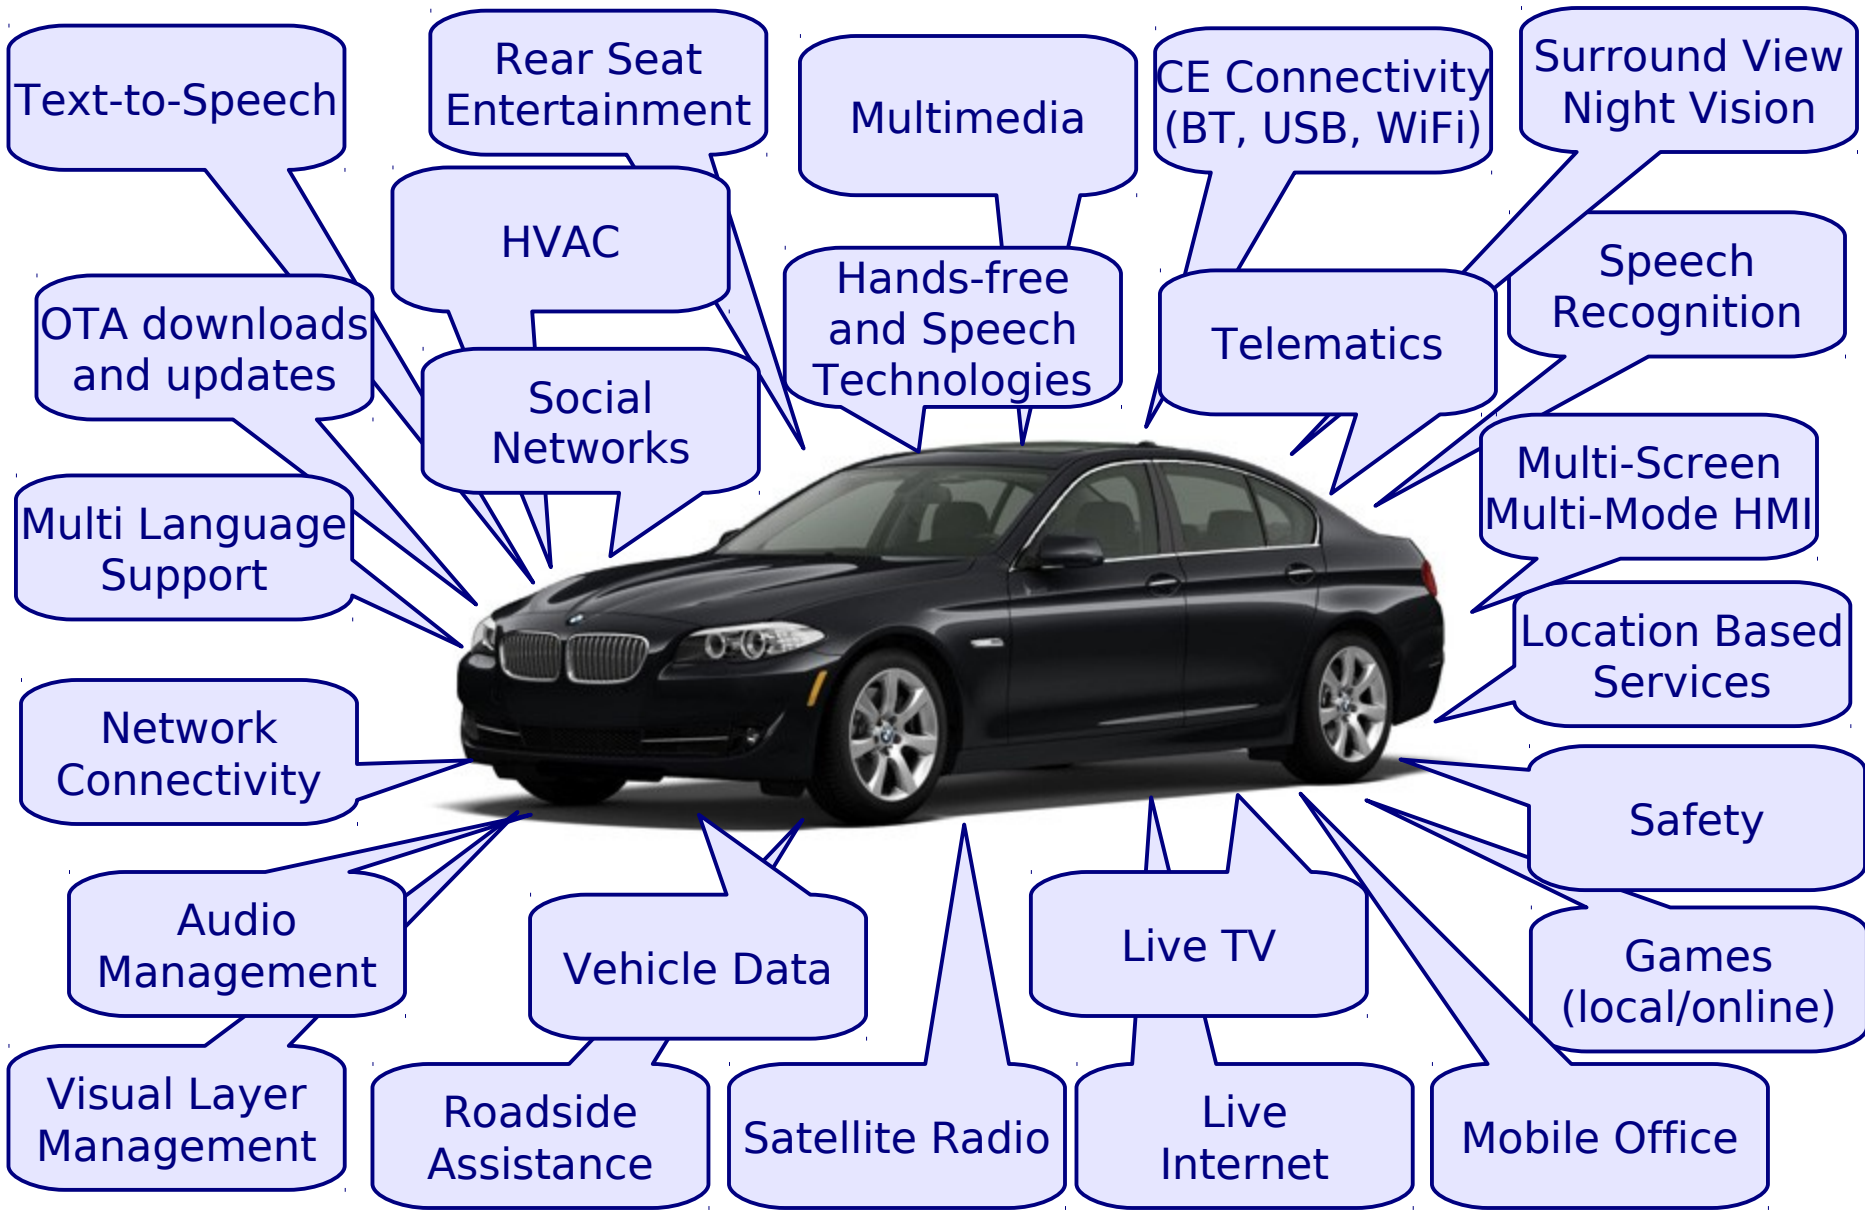 Text-to-Speech
Rear Seat
Entertainment
Multimedia
CE Connectivity
(BT, USB, WiFi)
Surround View
Night Vision
HVAC
Hands-free
and Speech
Technologies
Telematics
Speech
Recognition
OTA downloads
and updates
Social
Networks
Multi-Screen
Multi-Mode HMI
Multi Language
Support
Location Based
Services
Network
Connectivity
Safety
Audio
Management
Vehicle Data
Live TV
Games
(local/online)
Visual Layer
Management
Roadside
Assistance
Satellite Radio
Live
Internet
Mobile Office